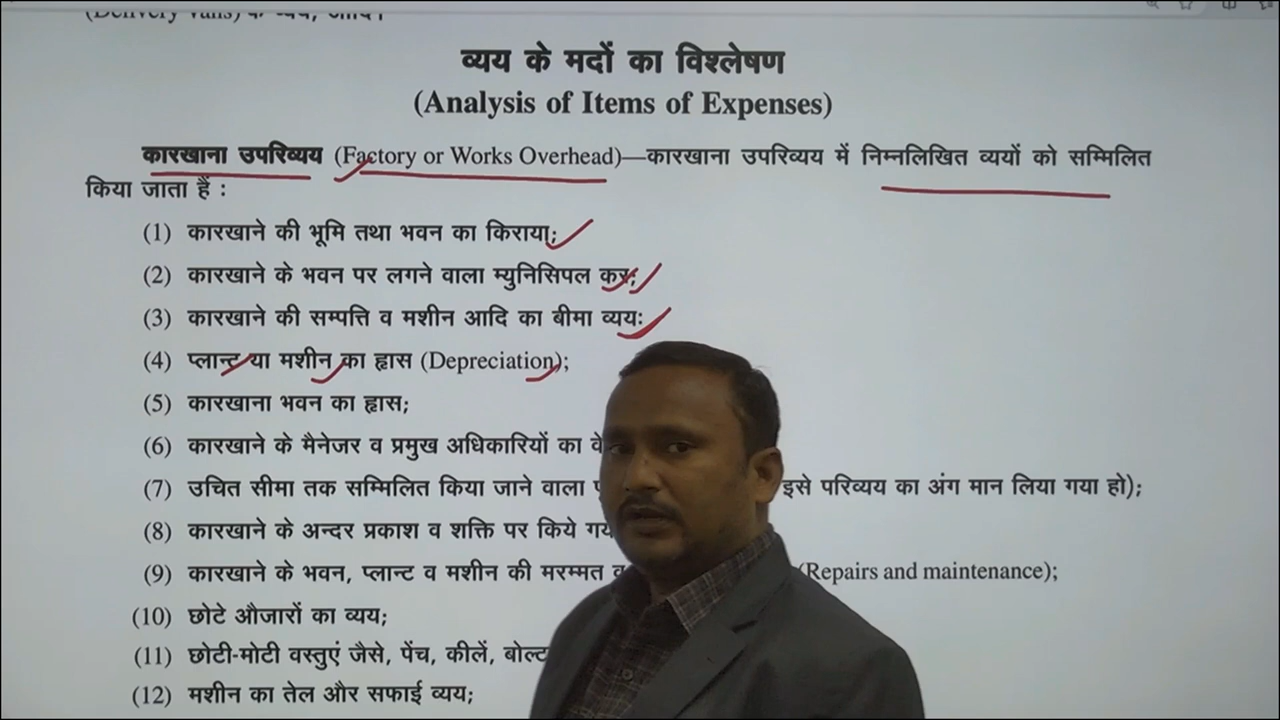 (Delivery Vans) के व्यय, आदि।
व्यय के मदों का विश्लेषण
(Analysis of Items of Expenses)
कारखाना उपरिव्यय (Factory or Works Overhead)—कारखाना उपरिव्यय में निम्नलिखित व्ययों को सम्मिलित
किया जाता हैं :
(1) कारखाने की भूमि तथा भवन का किराया;
(2) कारखाने के भवन पर लगने वाला म्युनिसिपल कर;
(3) कारखाने की सम्पत्ति व मशीन आदि का बीमा व्ययः
(4) प्लान्ट या मशीन का ह्रास (Depreciation);
(5) कारखाना भवन का ह्रास;
(6) कारखाने के मैनेजर व प्रमुख अधिकारियों का
(7) उचित सीमा तक सम्मिलित किया जाने वाला इसे परिव्यय का अंग मान लिया गया हो);
(8) कारखाने के अन्दर प्रकाश व शक्ति पर किये
(9) कारखाने के भवन, प्लान्ट व मशीन की मरम्मत (Repairs and maintenance);
(10) छोटे औजारों का व्यय;
(11) छोटी-मोटी वस्तुएं जैसे, पेंच, कीलें, बोल्ट
(12) मशीन का तेल और सफाई व्यय;